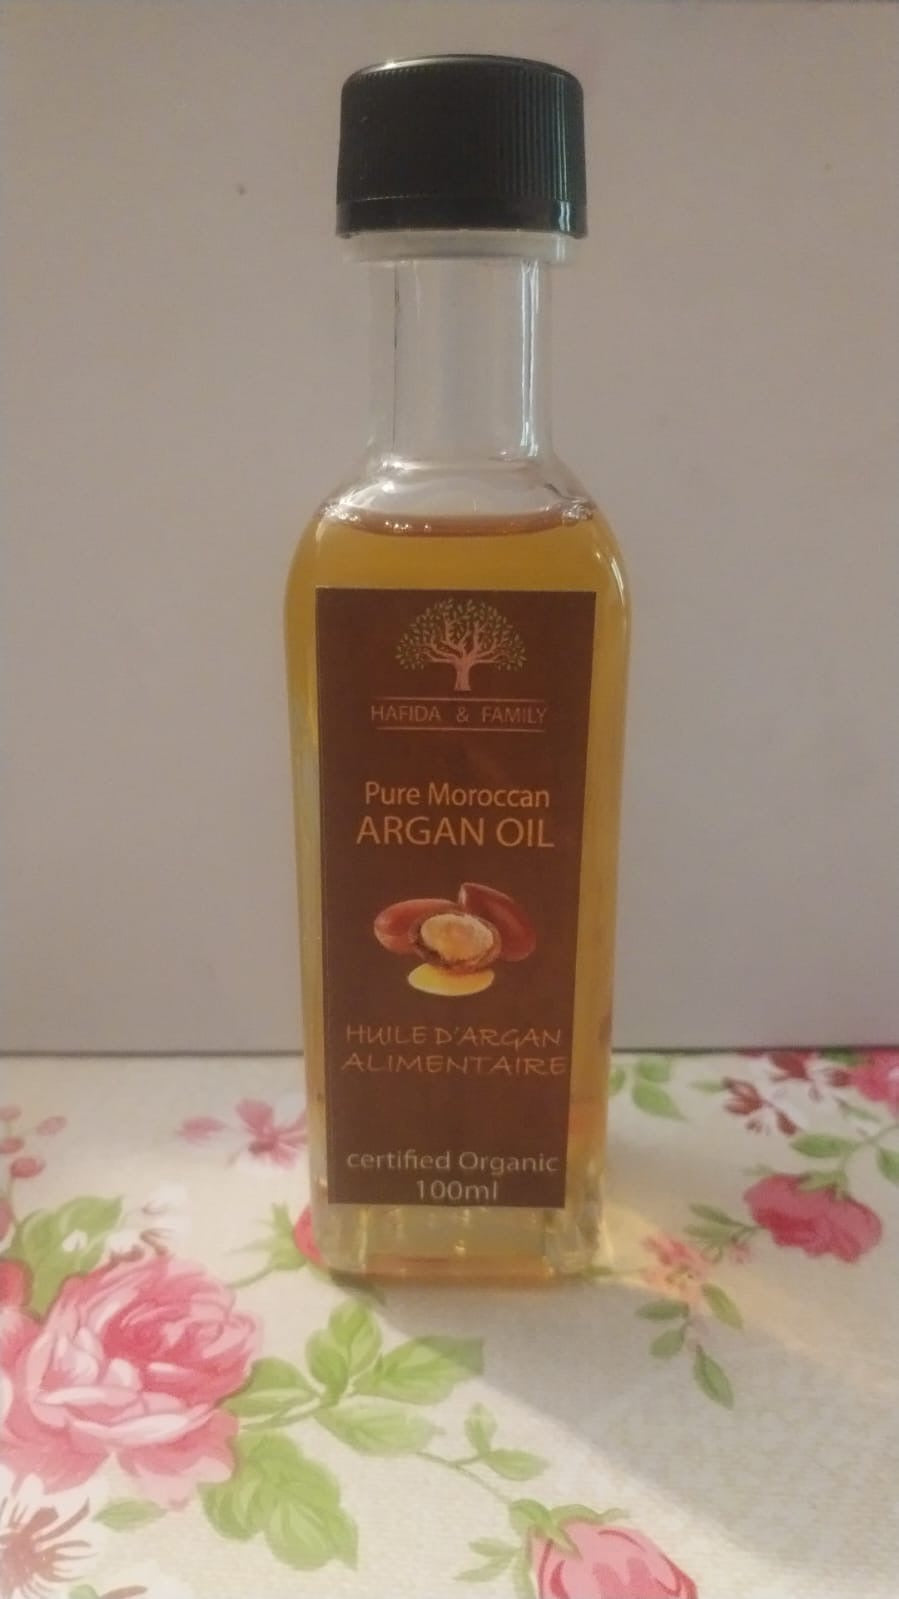 HAFIDA & FAMILY
Pure Moroccan
ARGAN OIL
HUILE D'ARGAN
ALIMENTAIRE
certified Organic
100ml